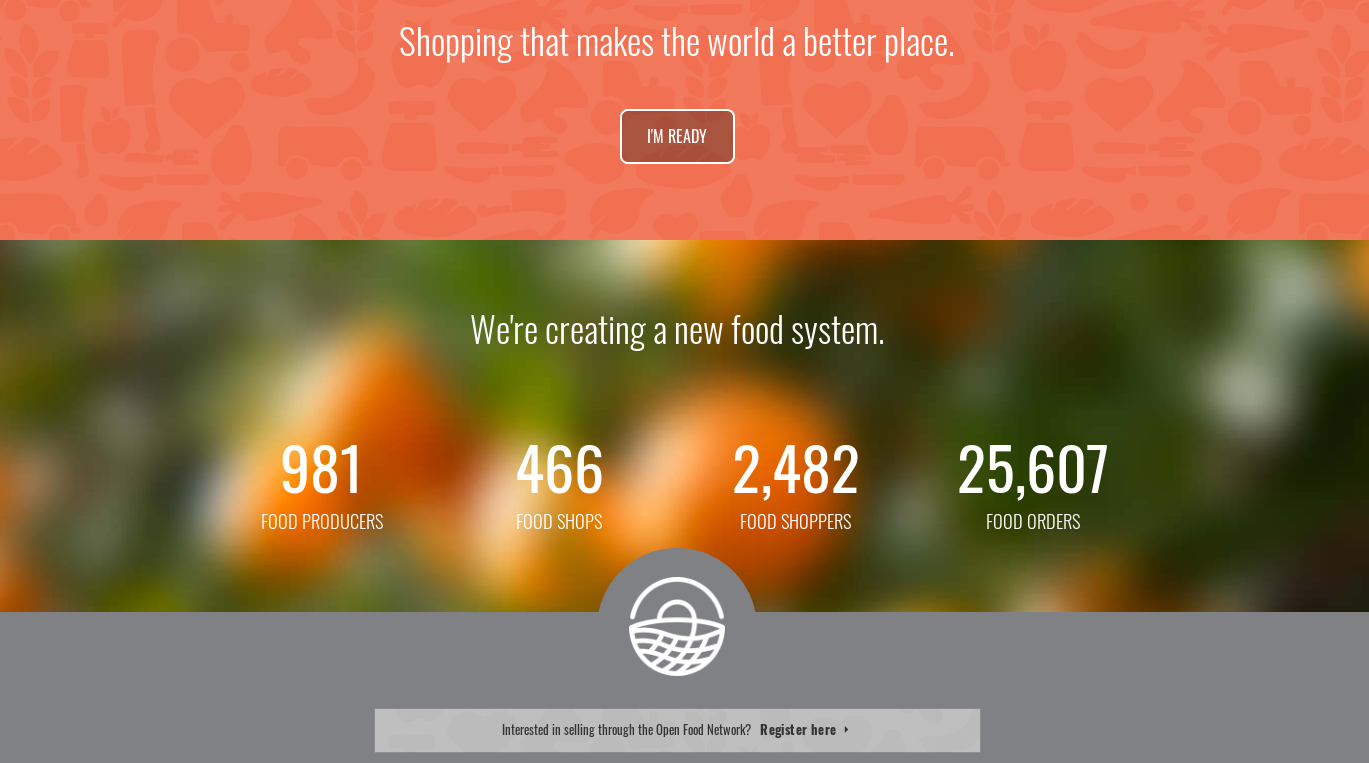 Shopping that makes the world a better place.
I'M READY
We're creating a new food system.
981 466 2,482 25,607
FOOD PRODUCERS FOOD SHOPS FOOD SHOPPERS FOOD ORDERS
Interested in selling through the Open Food Network? Register here